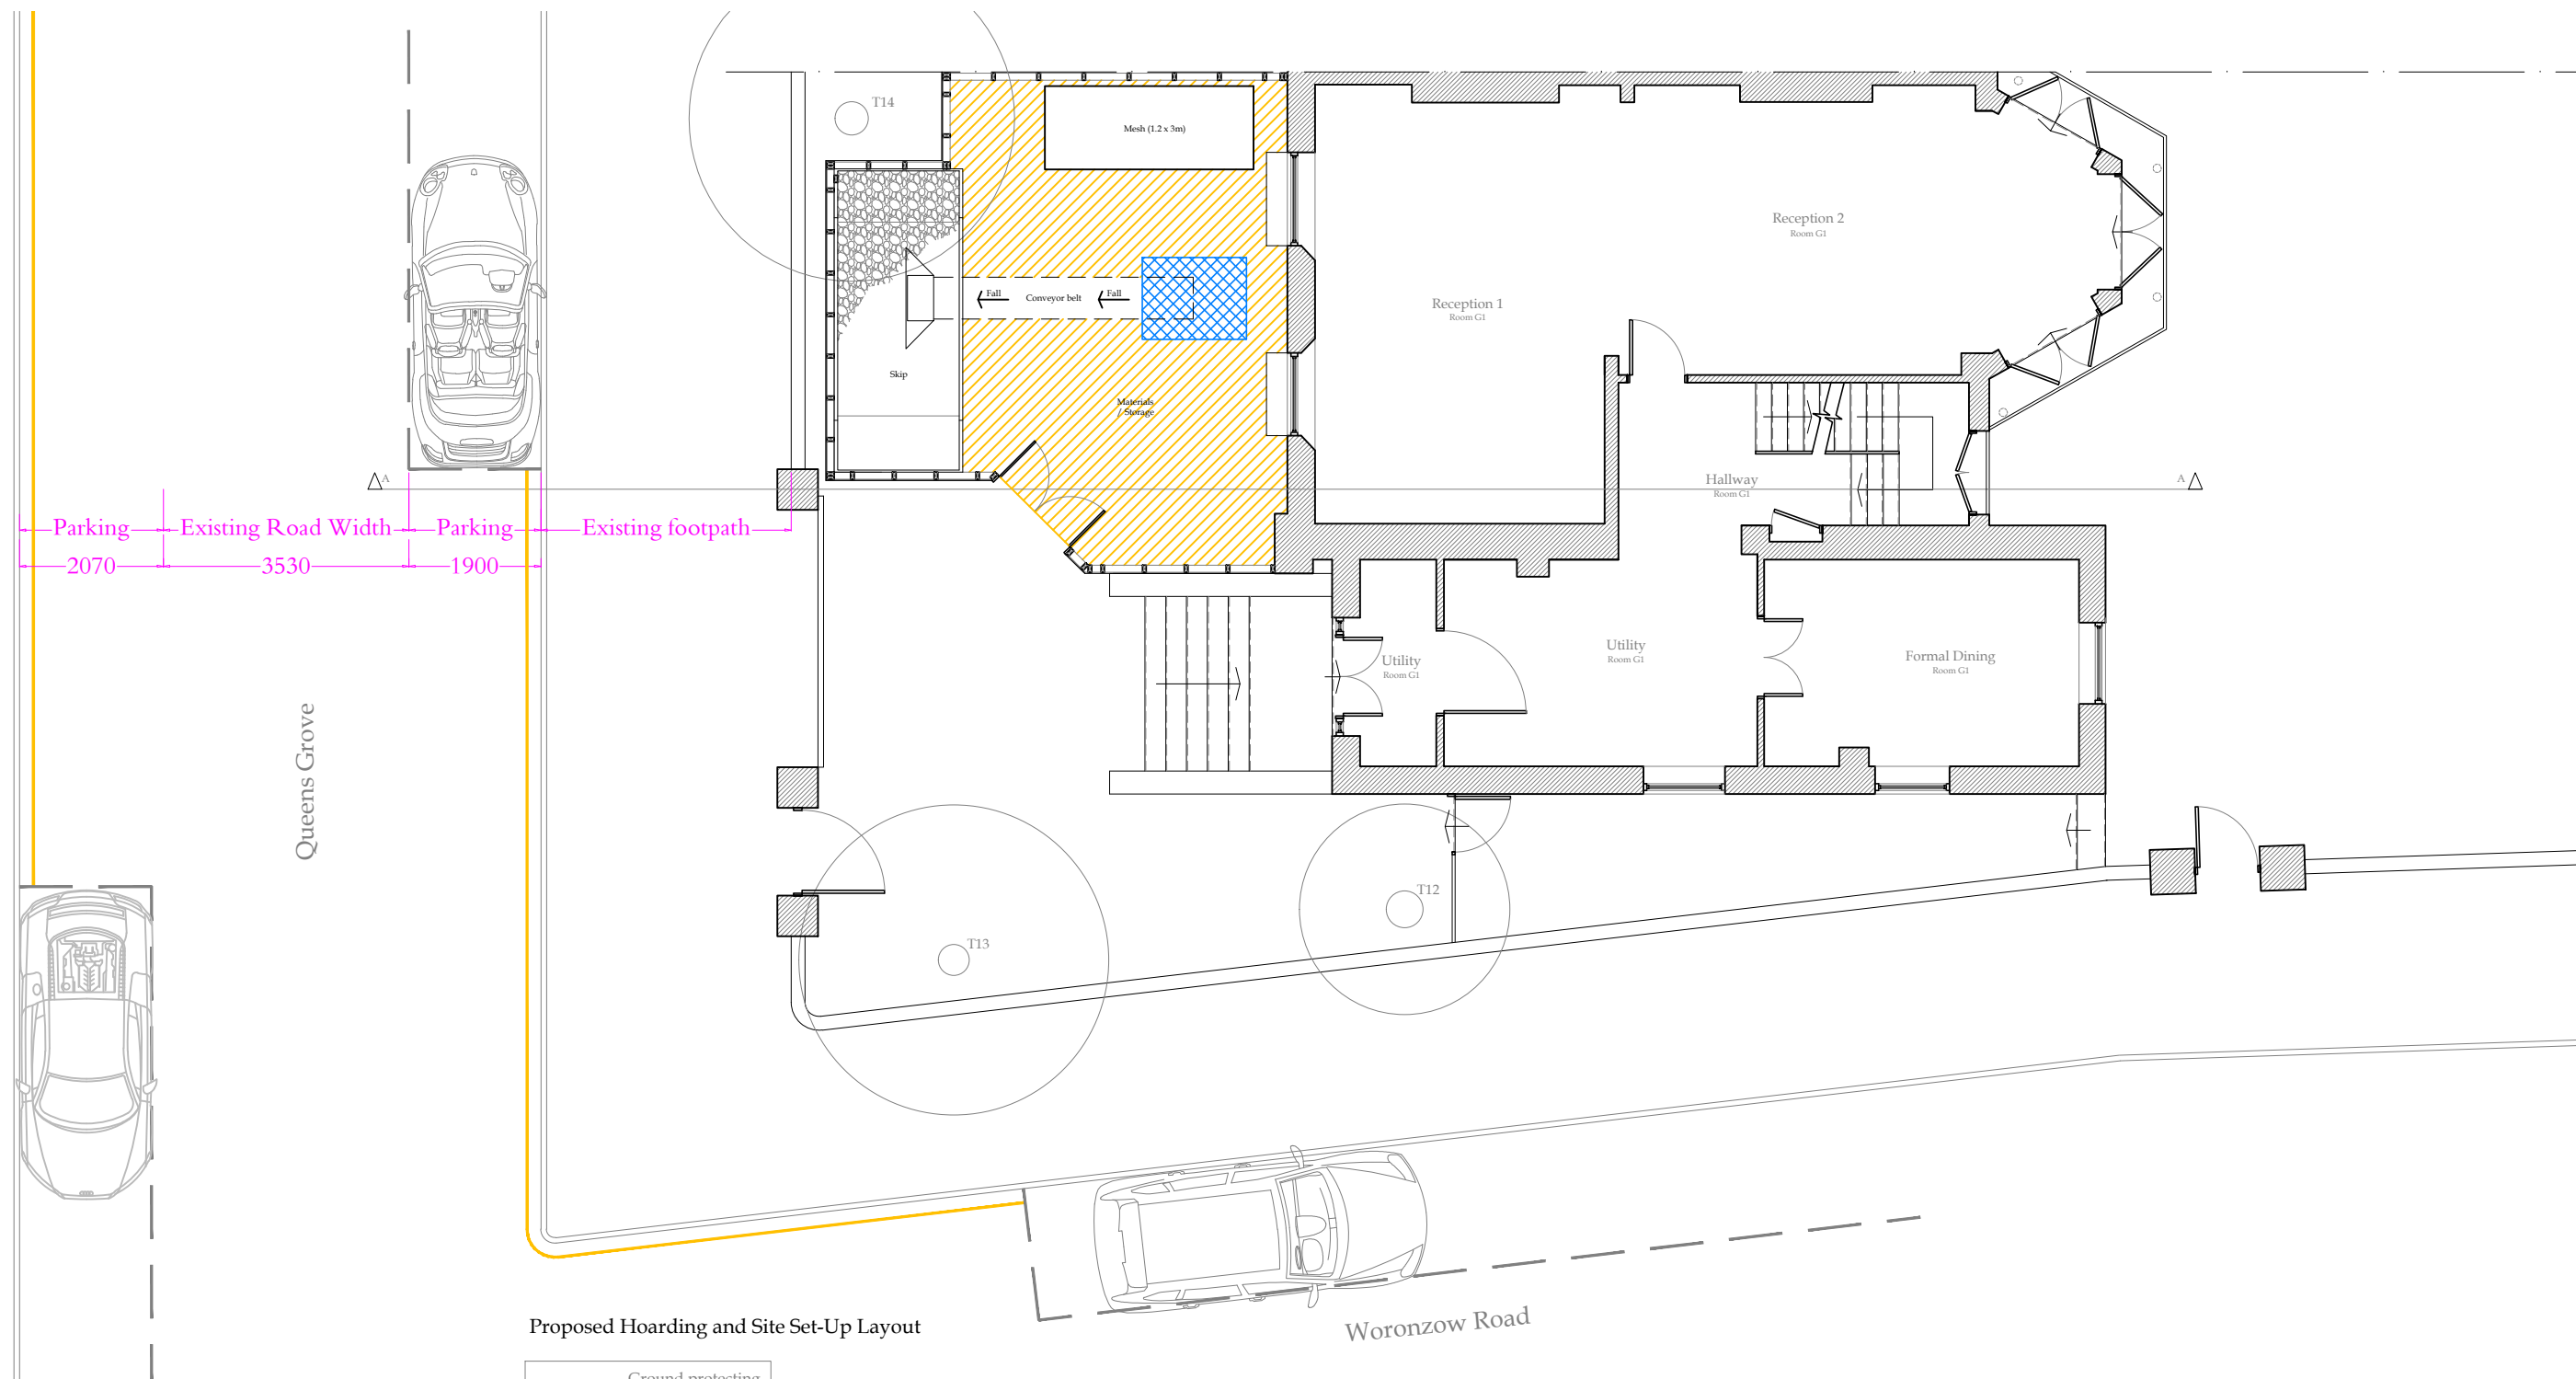 T14
Mesh (1.2 x 3m)
Reception 2
Room G1
Fall
Conveyor belt
Fall
Reception 1
Room G1
Skip
Materials
/ Storage
A
Hallway
Room G1
A
Parking
Existing Road Width
Parking
Existing footpath
2070
3530
1900
Utility
Room G1
Utility
Room G1
Formal Dining
Room G1
Queens Grove
T12
T13
Proposed Hoarding and Site Set-Up Layout
Woronzow Road
Ground protecting